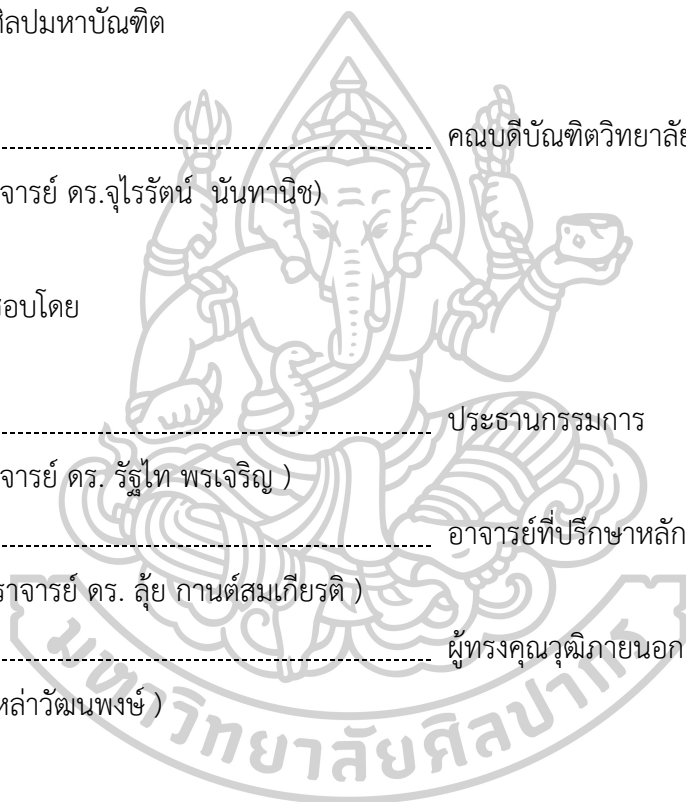 ศิลปมหาบัณฑิต
คณบดีบัณฑิตวิทยาลัย
จารย์ ดร.จุไรรัตน์ นันทานิช)
สอบโดย
ประธานกรรมการ
จารย์ ดร. รัฐไท พรเจริญ )
อาจารย์ที่ปรึกษาหลัก
ราจารย์ ดร. ลุ้ย กานต์สมเกียรติ )
ผู้ทรงคุณวุฒิภายนอก
หล่าวัฒนพงษ์ )
มหาวิทยาลัยศิลปากร